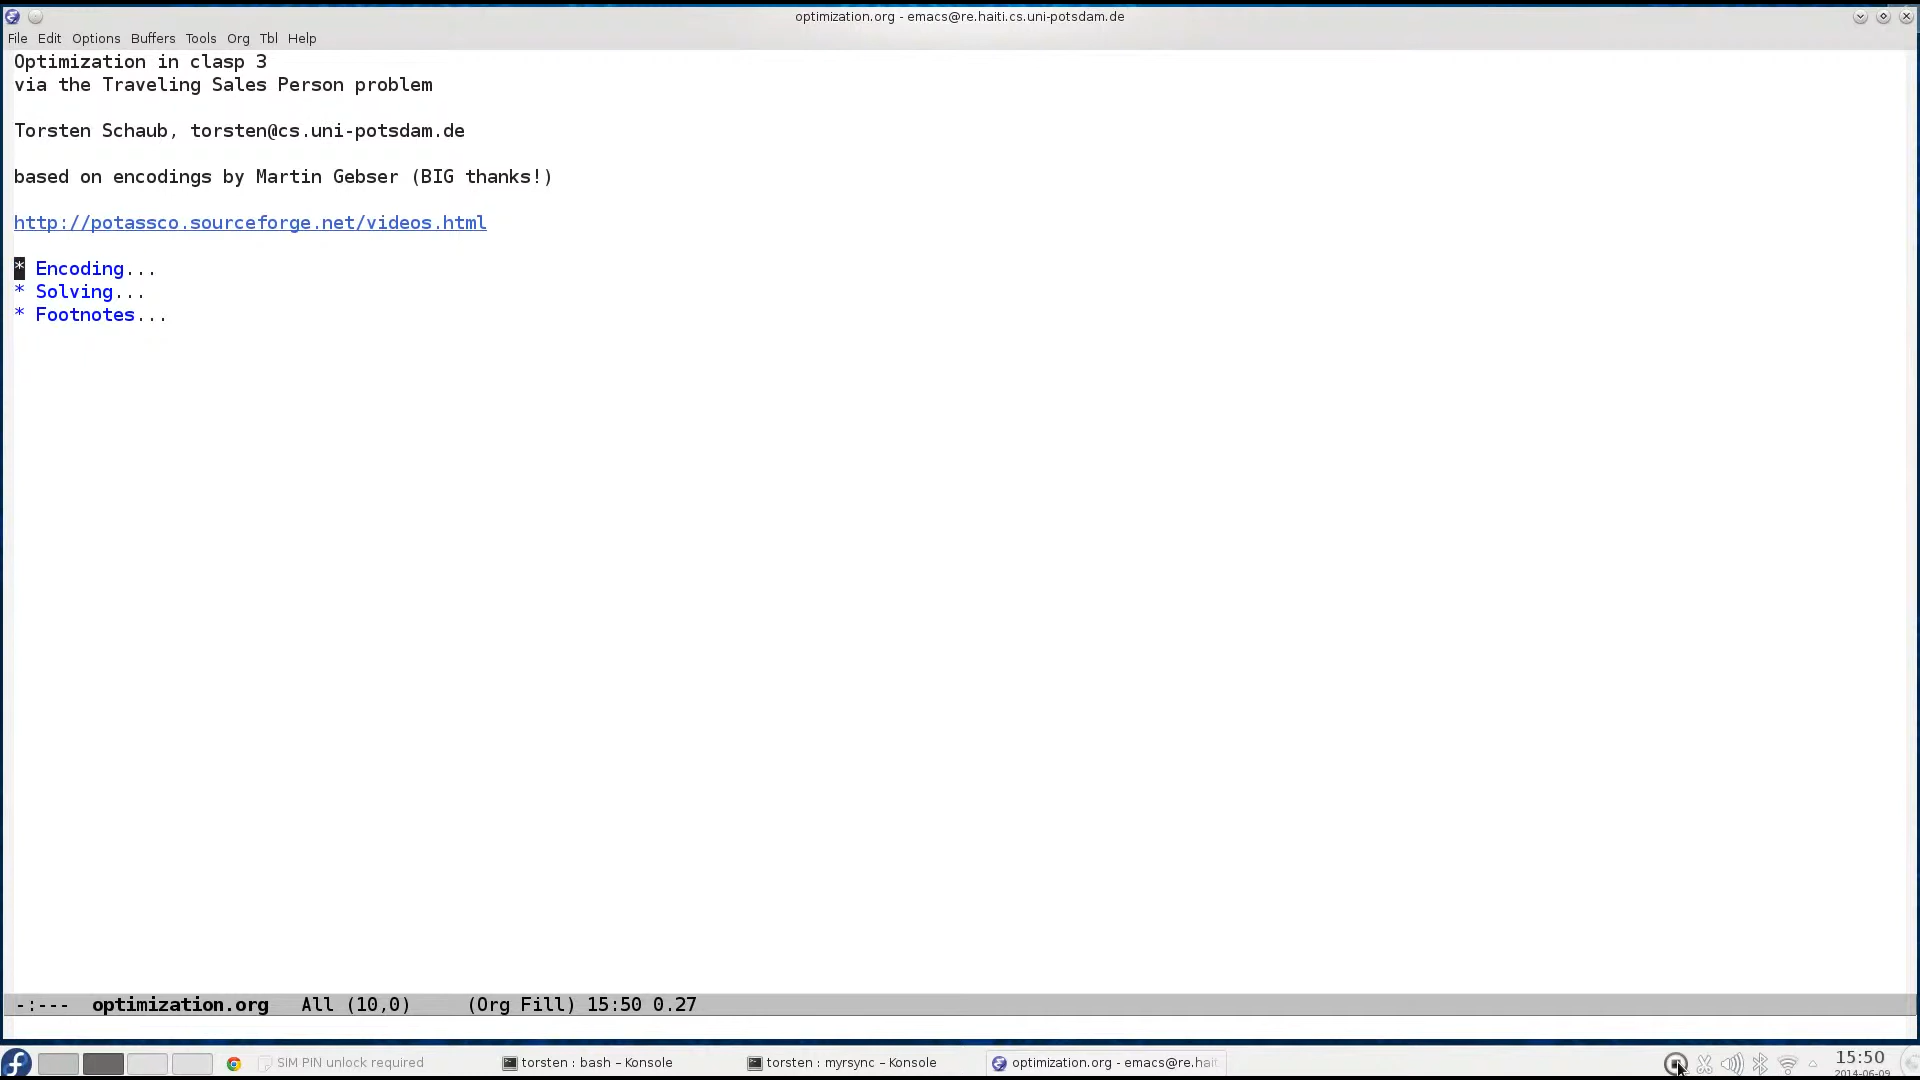 optimization.org - emacs@re.haiti.cs.uni-potsdam.de
File Edit Options Buffers Tools Org Tbl Help
Optimization in clasp 3
via the Traveling Sales Person problem
Torsten Schaub, torsten@cs.uni-potsdam.de
based on encodings by Martin Gebser (BIG thanks!)
http://potassco.sourceforge.net/videos.html
* Encoding...
* Solving...
* Footnotes...
-:--- optimization.org All (10,0) (Org Fill) 15:50 0.27
SIM PIN unlock required torsten : bash – Konsole torsten : myrsync – Konsole optimization.org - emacs@re.hait 15:50
2014-06-09